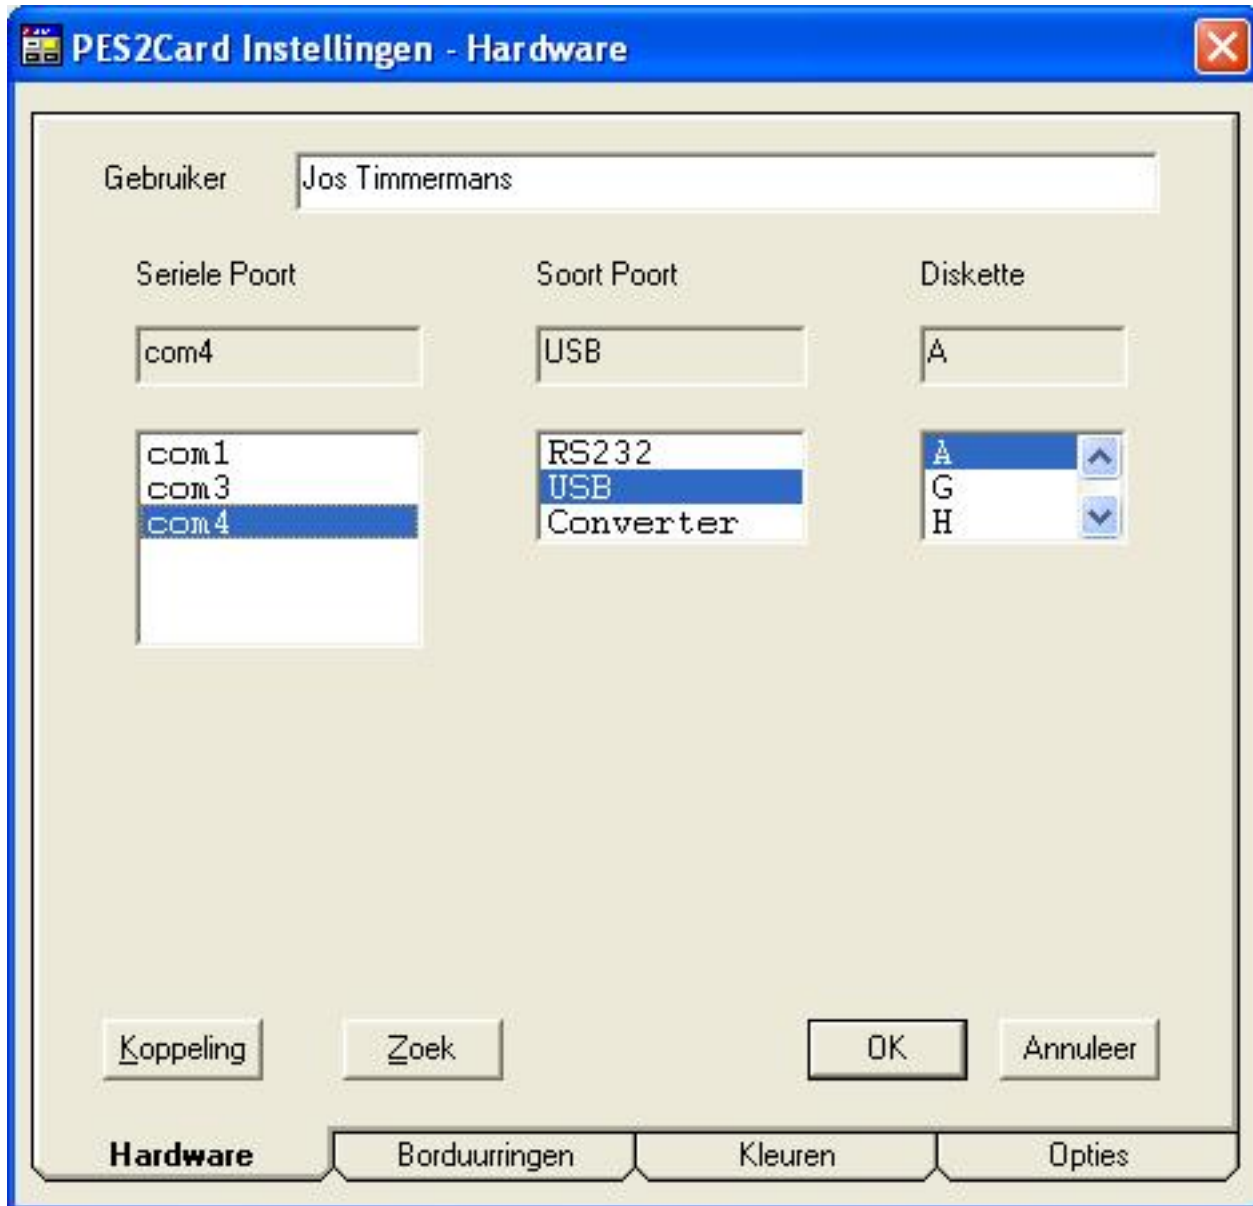 PES2Card Instellingen - Hardware
Gebruiker Jos Timmermans
Seriele Poort Soort Poort Diskette
com4 USB A
com1 RS232 A
com3 USB G
com4 Converter H
Koppeling Zoek OK Annuleer
Hardware Borduurringen Kleuren Opties